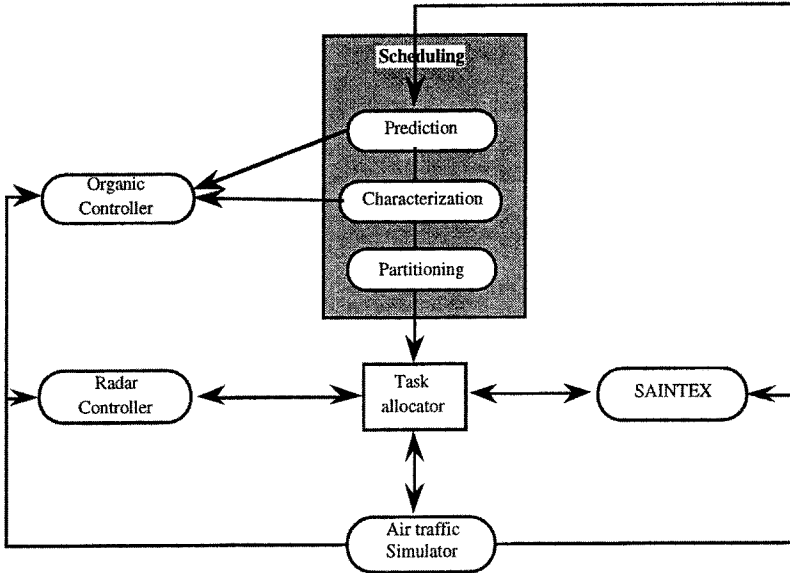 Scheduling
Prediction
Organic
Controller
Characterization
Partitioning
Radar
Controller
Task
allocator
SAINTEX
Air traffic
Simulator